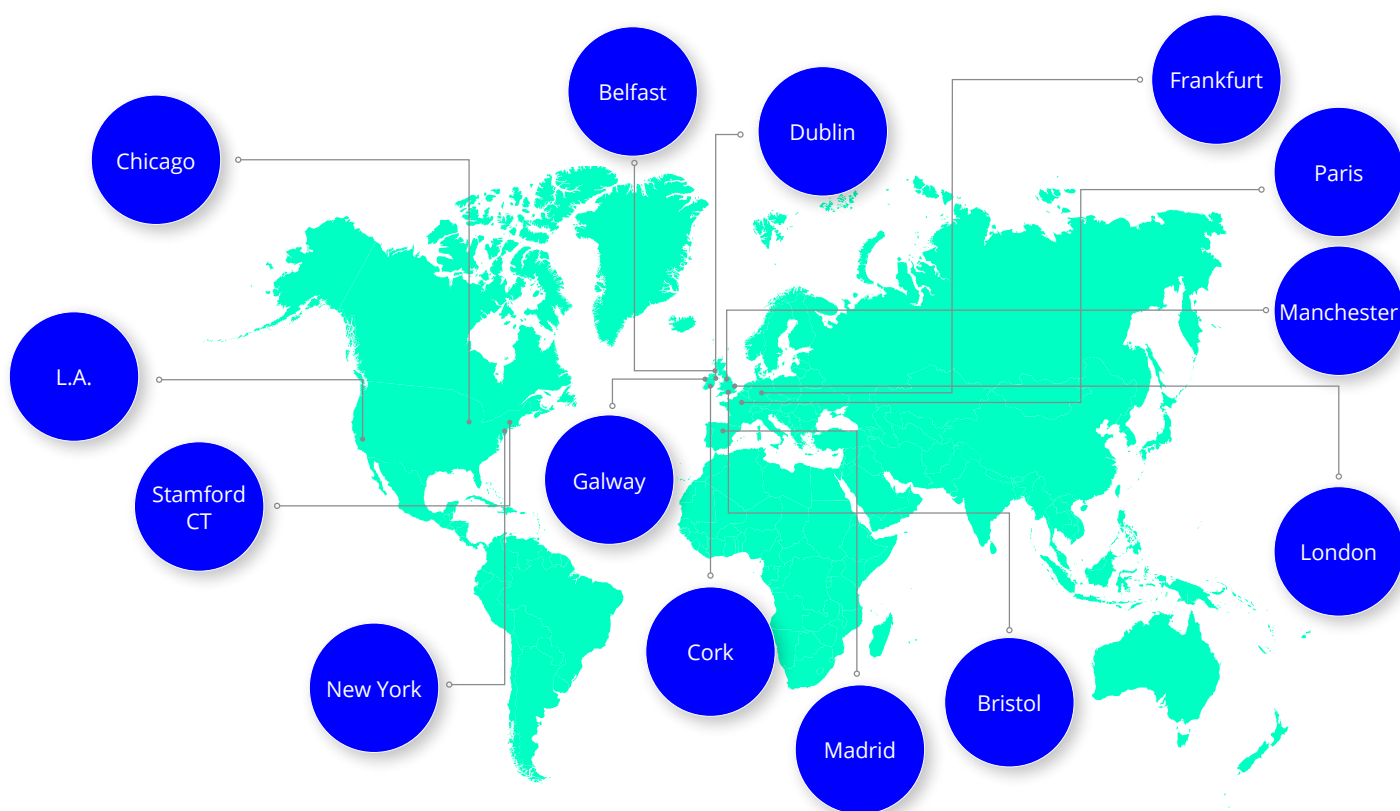 Belfast
Frankfurt
Dublin
Chicago
Paris
Manchester
L.A.
Galway
Stamford
CT
London
Cork
New York
Bristol
Madrid